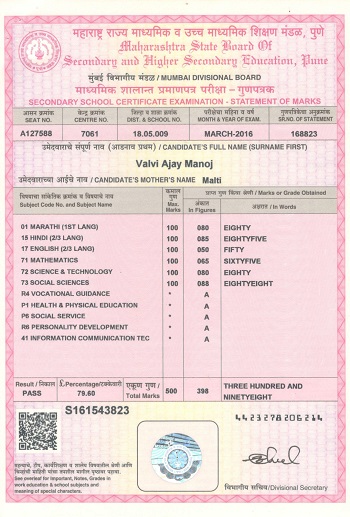 महाराष्ट्र राज्य माध्यमिक व उच्च माध्यमिक शिक्षण मंडळ, पुणे
Maharashtra State Board Of
Secondary and Higher Secondary Education, Pune
मुंबई विभागीय मंडळ / MUMBAI DIVISIONAL BOARD
माध्यमिक शालान्त प्रमाणपत्र परीक्षा - गुणपत्रक
SECONDARY SCHOOL CERTIFICATE EXAMINATION - STATEMENT OF MARKS
आसन क्रमांक केंद्र क्रमांक जिल्हा व शाळा क्रमांक परीक्षेचा महिना व वर्ष गुणपत्रिकेचा अनुक्रमांक
SEAT NO. CENTRE NO. DIST. & SCHOOL NO. MONTH & YEAR OF EXAM. SR.NO. OF STATEMENT
A127588 7061 18.05.009 MARCH-2016 168823
उमेदवाराचे संपूर्ण नाव (आडनाव प्रथम) / CANDIDATE'S FULL NAME (SURNAME FIRST)
Valvi Ajay Manoj
उमेदवाराच्या आईचे नाव / CANDIDATE'S MOTHER'S NAME Malti
विषयाचा सांकेतिक क्रमांक व विषयाचे नाव
Subject Code No. and Subject Name
कमाल गुण
Max. Marks
प्राप्त गुण किंवा श्रेणी / Marks or Grade Obtained
अंकात
In Figures
अक्षरात / In Words
01 MARATHI (1ST LANG) 100 080 EIGHTY
15 HINDI (2/3 LANG) 100 085 EIGHTYFIVE
17 ENGLISH (2/3 LANG) 100 050 FIFTY
71 MATHEMATICS 100 065 SIXTYFIVE
72 SCIENCE & TECHNOLOGY 100 080 EIGHTY
73 SOCIAL SCIENCES 100 088 EIGHTYEIGHT
R4 VOCATIONAL GUIDANCE * A
P1 HEALTH & PHYSICAL EDUCATION * A
P6 SOCIAL SERVICE * A
R6 PERSONALITY DEVELOPMENT * A
41 INFORMATION COMMUNICATION TEC * A
Result / निकाल £.Percentage/टक्केवारी एकूण गुण /
PASS 79.60 Total Marks 500 398 THREE HUNDRED AND
NINETYEIGHT
S161543823
4423278206214
विभागीय सचिव/Divisional Secretary
See overleaf for Important, Notes, Grades in
work education & school subjects and
meaning of special characters.